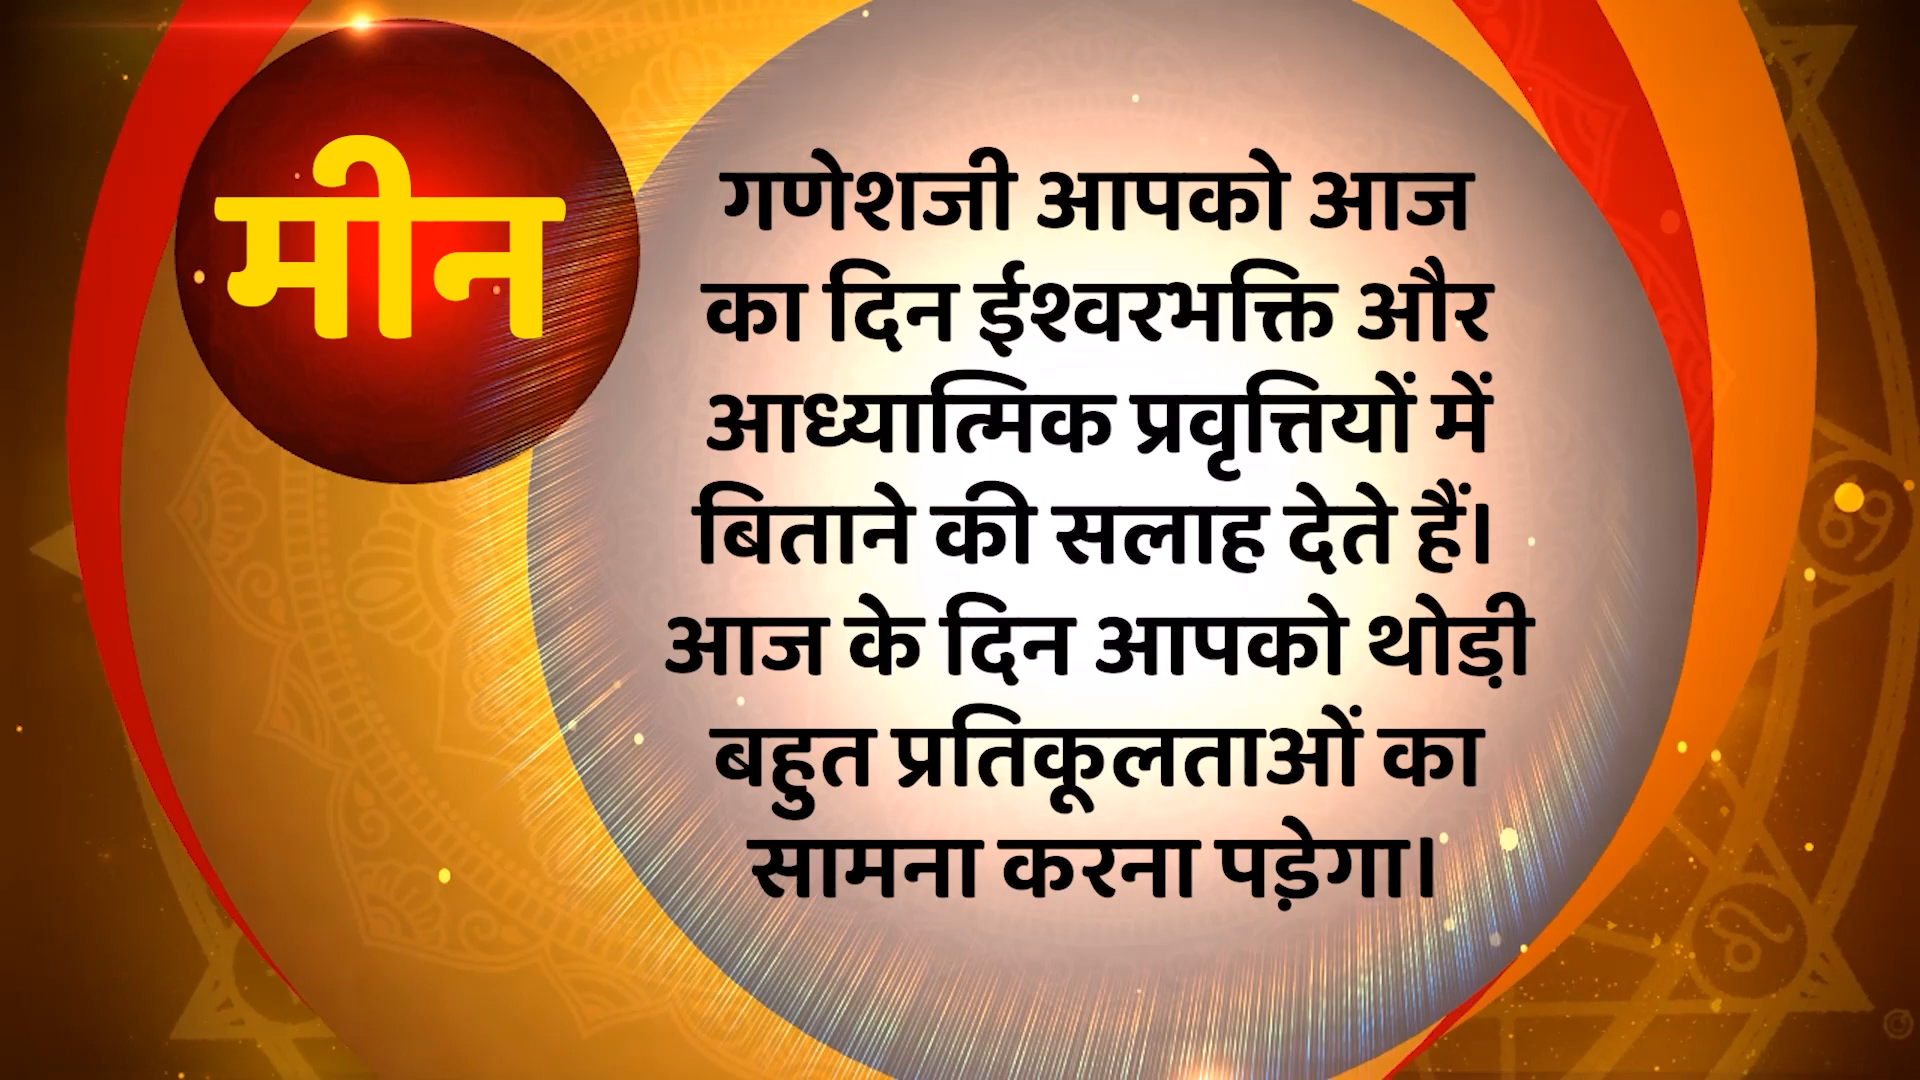 मीन
गणेशजी आपको आज
का दिन ईश्वरभक्ति और
आध्यात्मिक प्रवृत्तियों में
बिताने की सलाह देते हैं।
आज के दिन आपको थोड़ी
बहुत प्रतिकूलताओं का
सामना करना पड़ेगा।